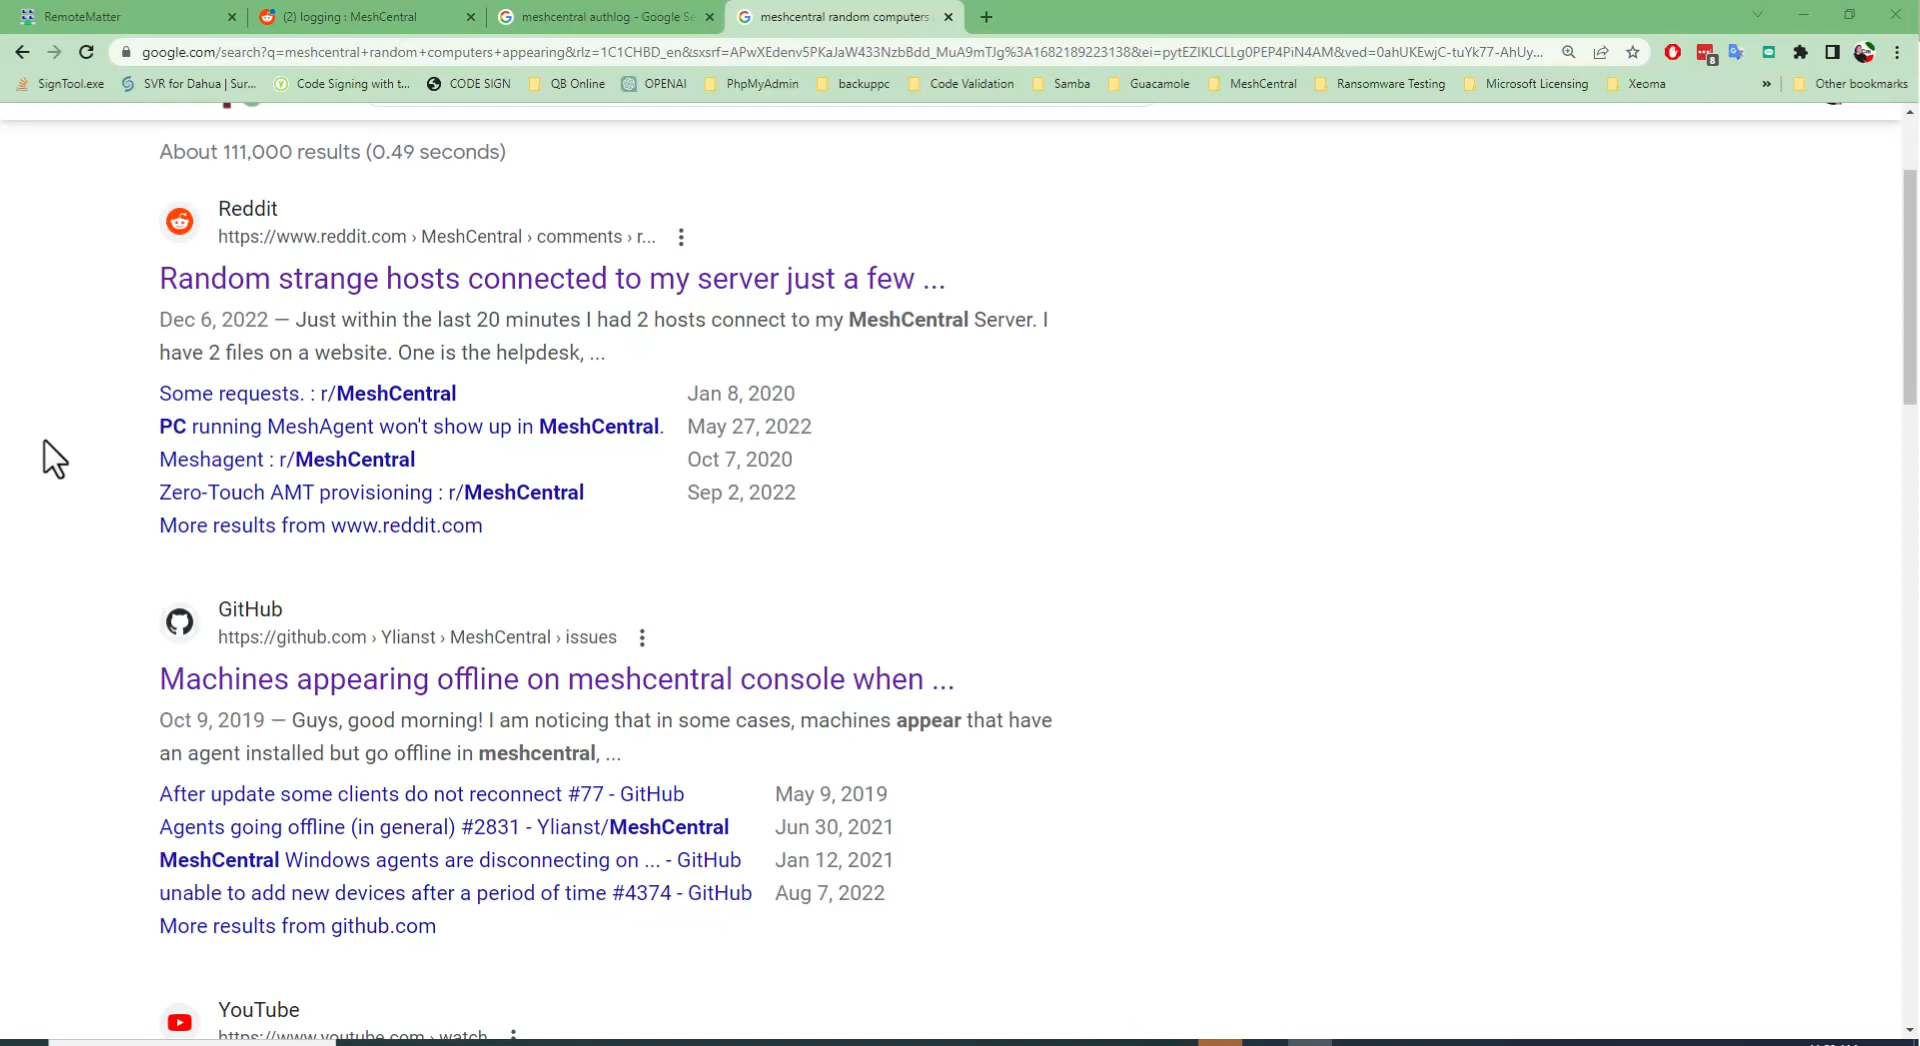 RemoteMatter
(2) logging : MeshCentral
meshcentral authlog - Google Se
meshcentral random computers
google.com/search?q=meshcentral+random+computers+appearing&rlz=1C1CHBD_en&sxsrf=APwXEdenv5PKaJaW433NzbBdd_MuA9mTJg%3A1682189223138&ei=pytEZIKLCLLg0PEP4PiN4AM&ved=0ahUKEwjC-tuYk77-AhUy...
8
SignTool.exe
SVR for Dahua | Sur...
Code Signing with t...
CODE SIGN
QB Online
OPENAI
PhpMyAdmin
backuppc
Code Validation
Samba
Guacamole
MeshCentral
Ransomware Testing
Microsoft Licensing
Xeoma
»
Other bookmarks
About 111,000 results (0.49 seconds)
Reddit
https://www.reddit.com › MeshCentral › comments › r...
Random strange hosts connected to my server just a few ...
Dec 6, 2022 — Just within the last 20 minutes I had 2 hosts connect to my MeshCentral Server. I
have 2 files on a website. One is the helpdesk, ...
Some requests. : r/MeshCentral Jan 8, 2020
PC running MeshAgent won't show up in MeshCentral. May 27, 2022
Meshagent : r/MeshCentral Oct 7, 2020
Zero-Touch AMT provisioning : r/MeshCentral Sep 2, 2022
More results from www.reddit.com
GitHub
https://github.com › Ylianst › MeshCentral › issues
Machines appearing offline on meshcentral console when ...
Oct 9, 2019 — Guys, good morning! I am noticing that in some cases, machines appear that have
an agent installed but go offline in meshcentral, ...
After update some clients do not reconnect #77 - GitHub May 9, 2019
Agents going offline (in general) #2831 - Ylianst/MeshCentral Jun 30, 2021
MeshCentral Windows agents are disconnecting on ... - GitHub Jan 12, 2021
unable to add new devices after a period of time #4374 - GitHub Aug 7, 2022
More results from github.com
YouTube
https://www.youtube.com › watch